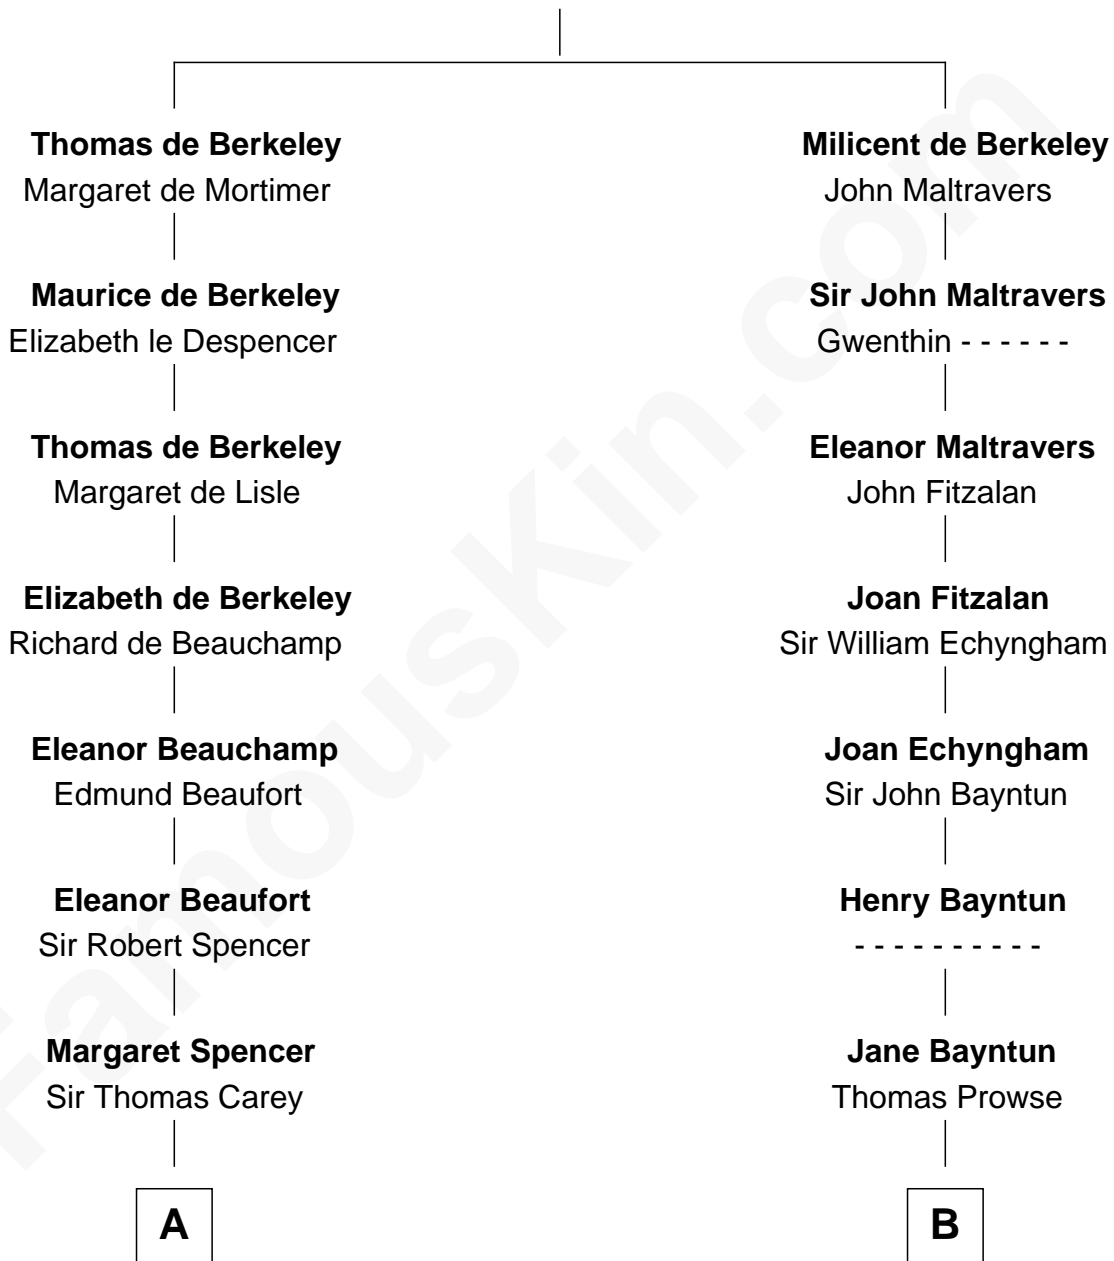 Thomas de Berkeley
Margaret de Mortimer
Maurice de Berkeley
Elizabeth le Despencer
Thomas de Berkeley
Margaret de Lisle
Elizabeth de Berkeley
Richard de Beauchamp
Eleanor Beauchamp
Edmund Beaufort
Eleanor Beaufort
Sir Robert Spencer
Margaret Spencer
Sir Thomas Carey
A
Milicent de Berkeley
John Maltravers
Sir John Maltravers
Gwenthin - - - - - -
Eleanor Maltravers
John Fitzalan
Joan Fitzalan
Sir William Echyngham
Joan Echyngham
Sir John Bayntun
Henry Bayntun
- - - - - - - - - -
Jane Bayntun
Thomas Prowse
B
FamousKin.com